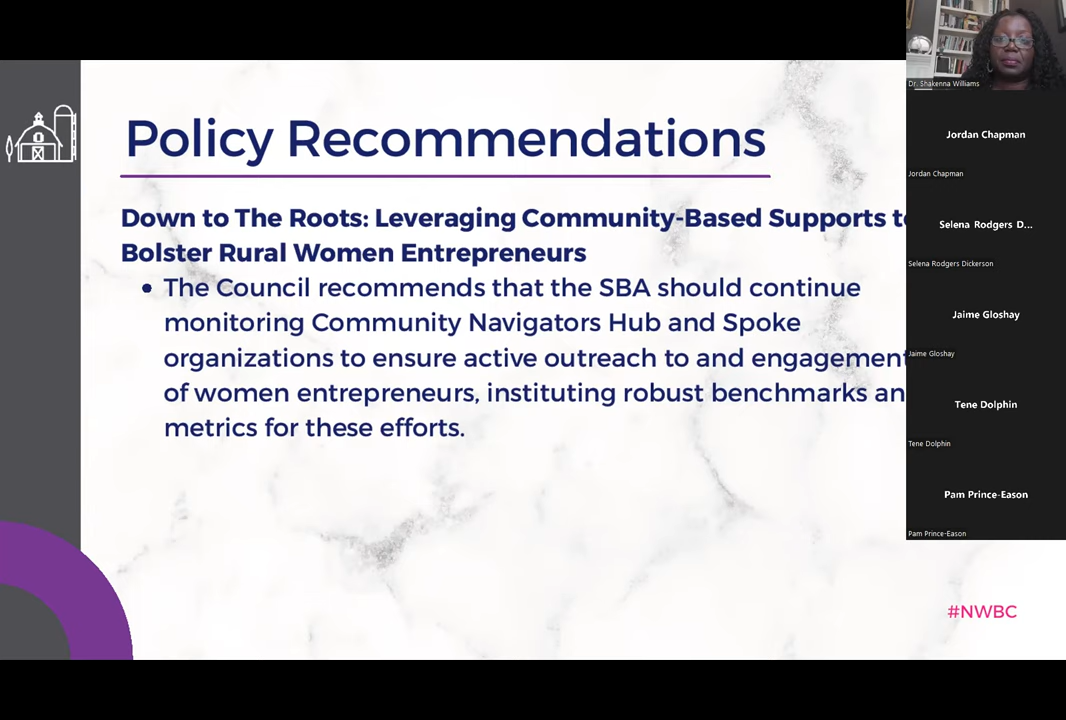 Policy Recommendations
Down to The Roots: Leveraging Community-Based Supports t
Bolster Rural Women Entrepreneurs
• The Council recommends that the SBA should continue
monitoring Community Navigators Hub and Spoke
organizations to ensure active outreach to and engagement
of women entrepreneurs, instituting robust benchmarks an
metrics for these efforts.
#NWBC
Dr. Shakenna Williams
Jordan Chapman
Jordan Chapman
Selena Rodgers D...
Selena Rodgers Dickerson
Jaime Gloshay
Jaime Gloshay
Tene Dolphin
Tene Dolphin
Pam Prince-Eason
Pam Prince-Eason